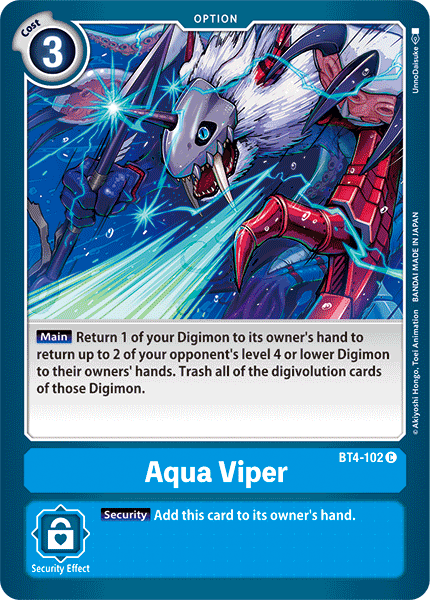 OPTION
Cost
3
UnnoDaisuke
© Akiyoshi Hongo, Toei Animation BANDAI MADE IN JAPAN
Main Return 1 of your Digimon to its owner's hand to
return up to 2 of your opponent's level 4 or lower Digimon
to their owners' hands. Trash all of the digivolution cards
of those Digimon.
BT4-102 C
Aqua Viper
Security Add this card to its owner's hand.
Security Effect